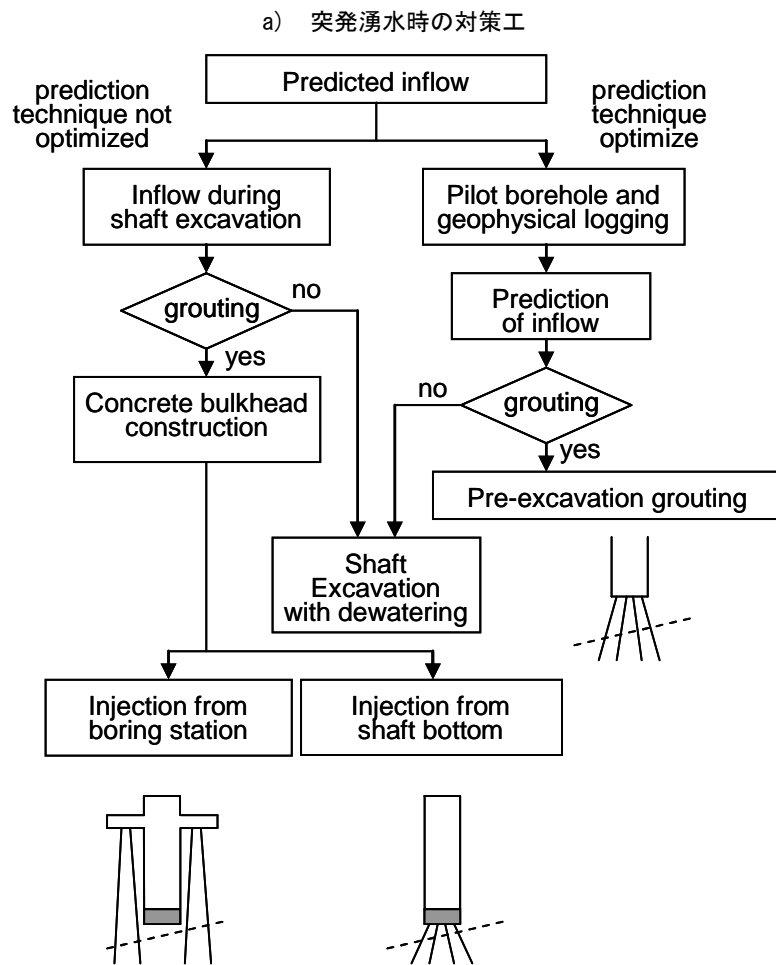 a) 突発湧水時の対策工
Predicted inflow
prediction
technique not
optimized
prediction
technique
optimize
Inflow during
shaft excavation
Pilot borehole and
geophysical logging
grouting
no
yes
Prediction
of inflow
Concrete bulkhead
construction
no
grouting
yes
Pre-excavation grouting
Shaft
Excavation
with dewatering
Injection from
boring station
Injection from
shaft bottom